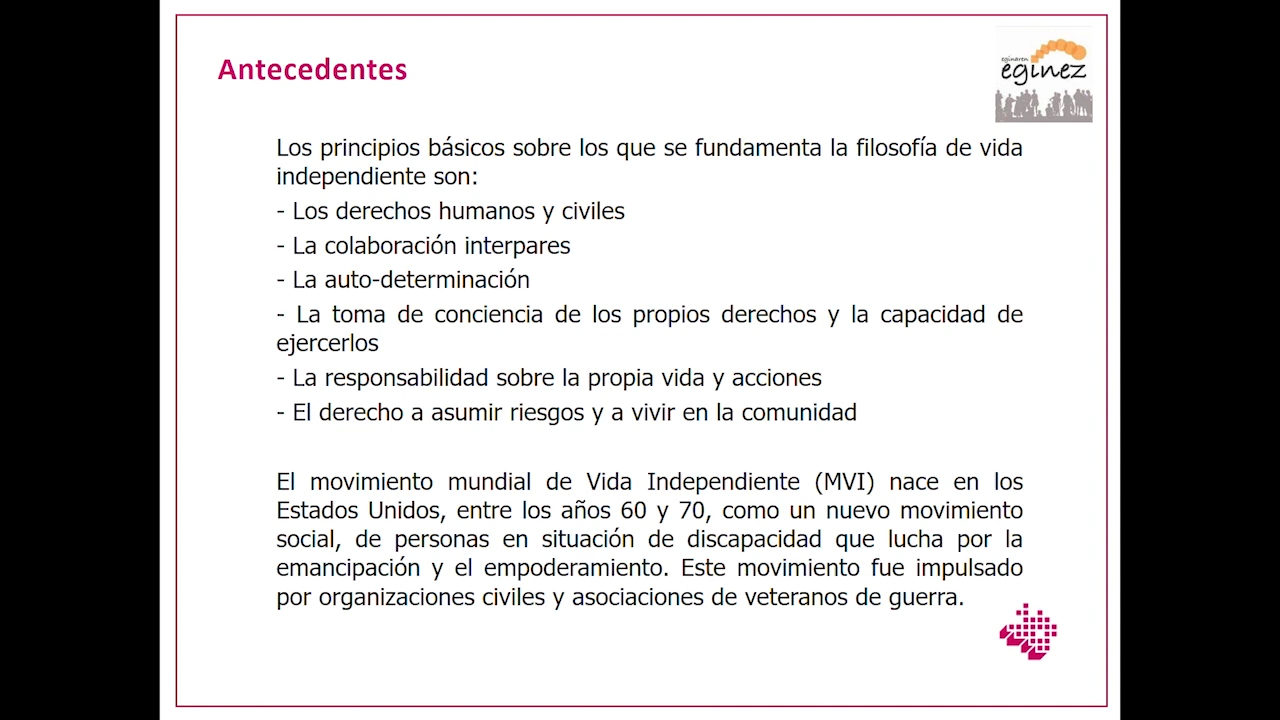 Antecedentes
eginaren
eginez
Los principios básicos sobre los que se fundamenta la filosofía de vida
independiente son:
- Los derechos humanos y civiles
- La colaboración interpares
- La auto-determinación
- La toma de conciencia de los propios derechos y la capacidad de
ejercerlos
- La responsabilidad sobre la propia vida y acciones
- El derecho a asumir riesgos y a vivir en la comunidad
El movimiento mundial de Vida Independiente (MVI) nace en los
Estados Unidos, entre los años 60 y 70, como un nuevo movimiento
social, de personas en situación de discapacidad que lucha por la
emancipación y el empoderamiento. Este movimiento fue impulsado
por organizaciones civiles y asociaciones de veteranos de guerra.